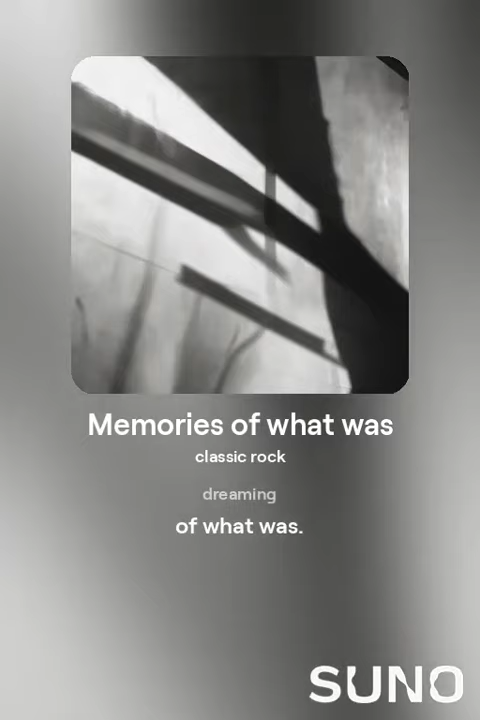 Memories of what was
classic rock
dreaming
of what was.
SUNO